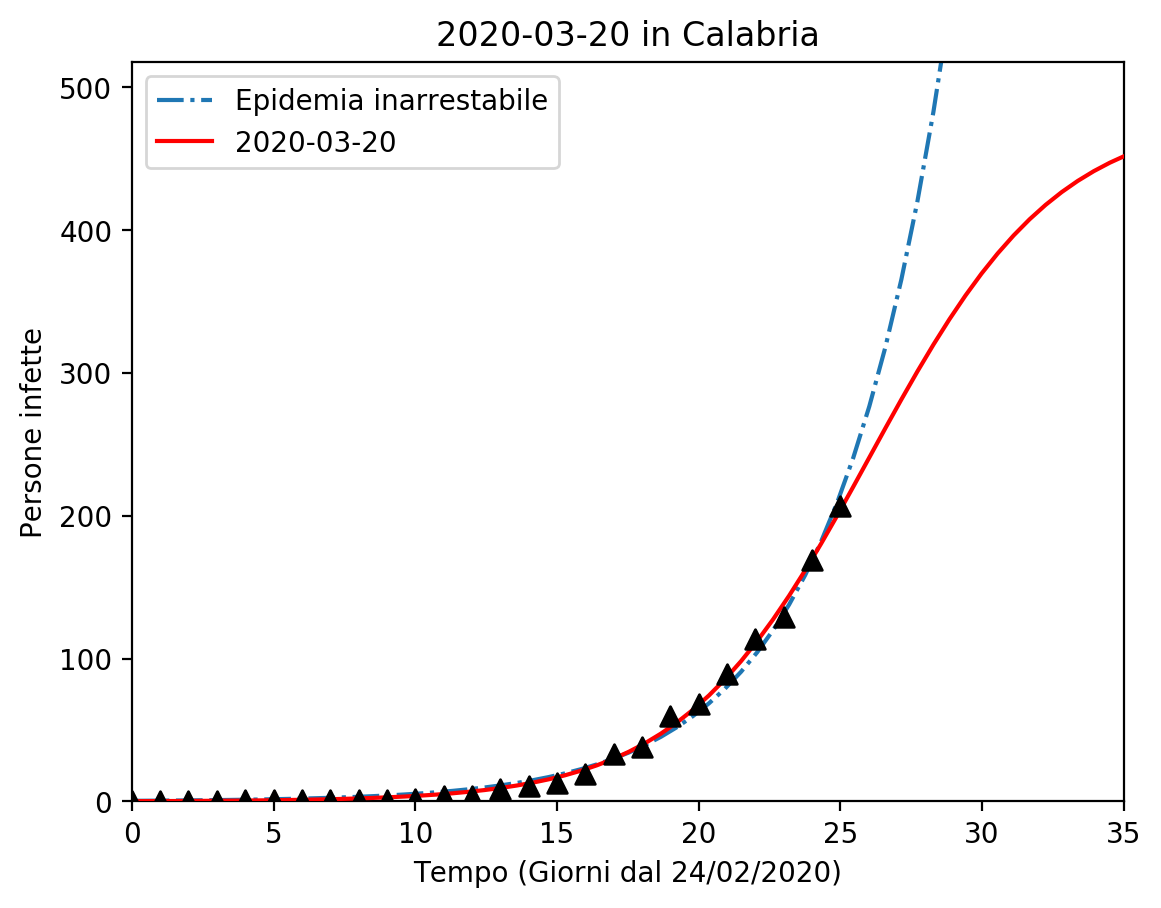 2020-03-20 in Calabria
Epidemia inarrestabile
2020-03-20
Persone infette
500
400
300
200
100
0
0 5 10 15 20 25 30 35
Tempo (Giorni dal 24/02/2020)